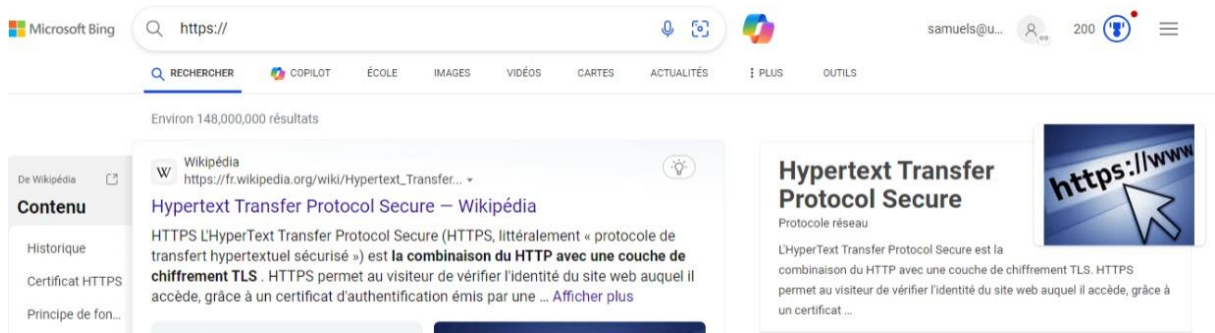 Microsoft Bing
https://
samuels@u...
200
RECHERCHER
COPILOT
ÉCOLE
IMAGES
VIDÉOS
CARTES
ACTUALITÉS
PLUS
OUTILS
Environ 148,000,000 résultats
De Wikipédia
Contenu
Historique
Certificat HTTPS
Principe de fon...
W
Wikipédia
https://fr.wikipedia.org/wiki/Hypertext_Transfer...
Hypertext Transfer Protocol Secure — Wikipédia
HTTPS L'HyperText Transfer Protocol Secure (HTTPS, littéralement « protocole de
transfert hypertextuel sécurisé ») est la combinaison du HTTP avec une couche de
chiffrement TLS . HTTPS permet au visiteur de vérifier l'identité du site web auquel il
accède, grâce à un certificat d'authentification émis par une ... Afficher plus
Hypertext Transfer
Protocol Secure
Protocole réseau
https://www
L'HyperText Transfer Protocol Secure est la
combinaison du HTTP avec une couche de chiffrement TLS. HTTPS
permet au visiteur de vérifier l'identité du site web auquel il accède, grâce à
un certificat ...